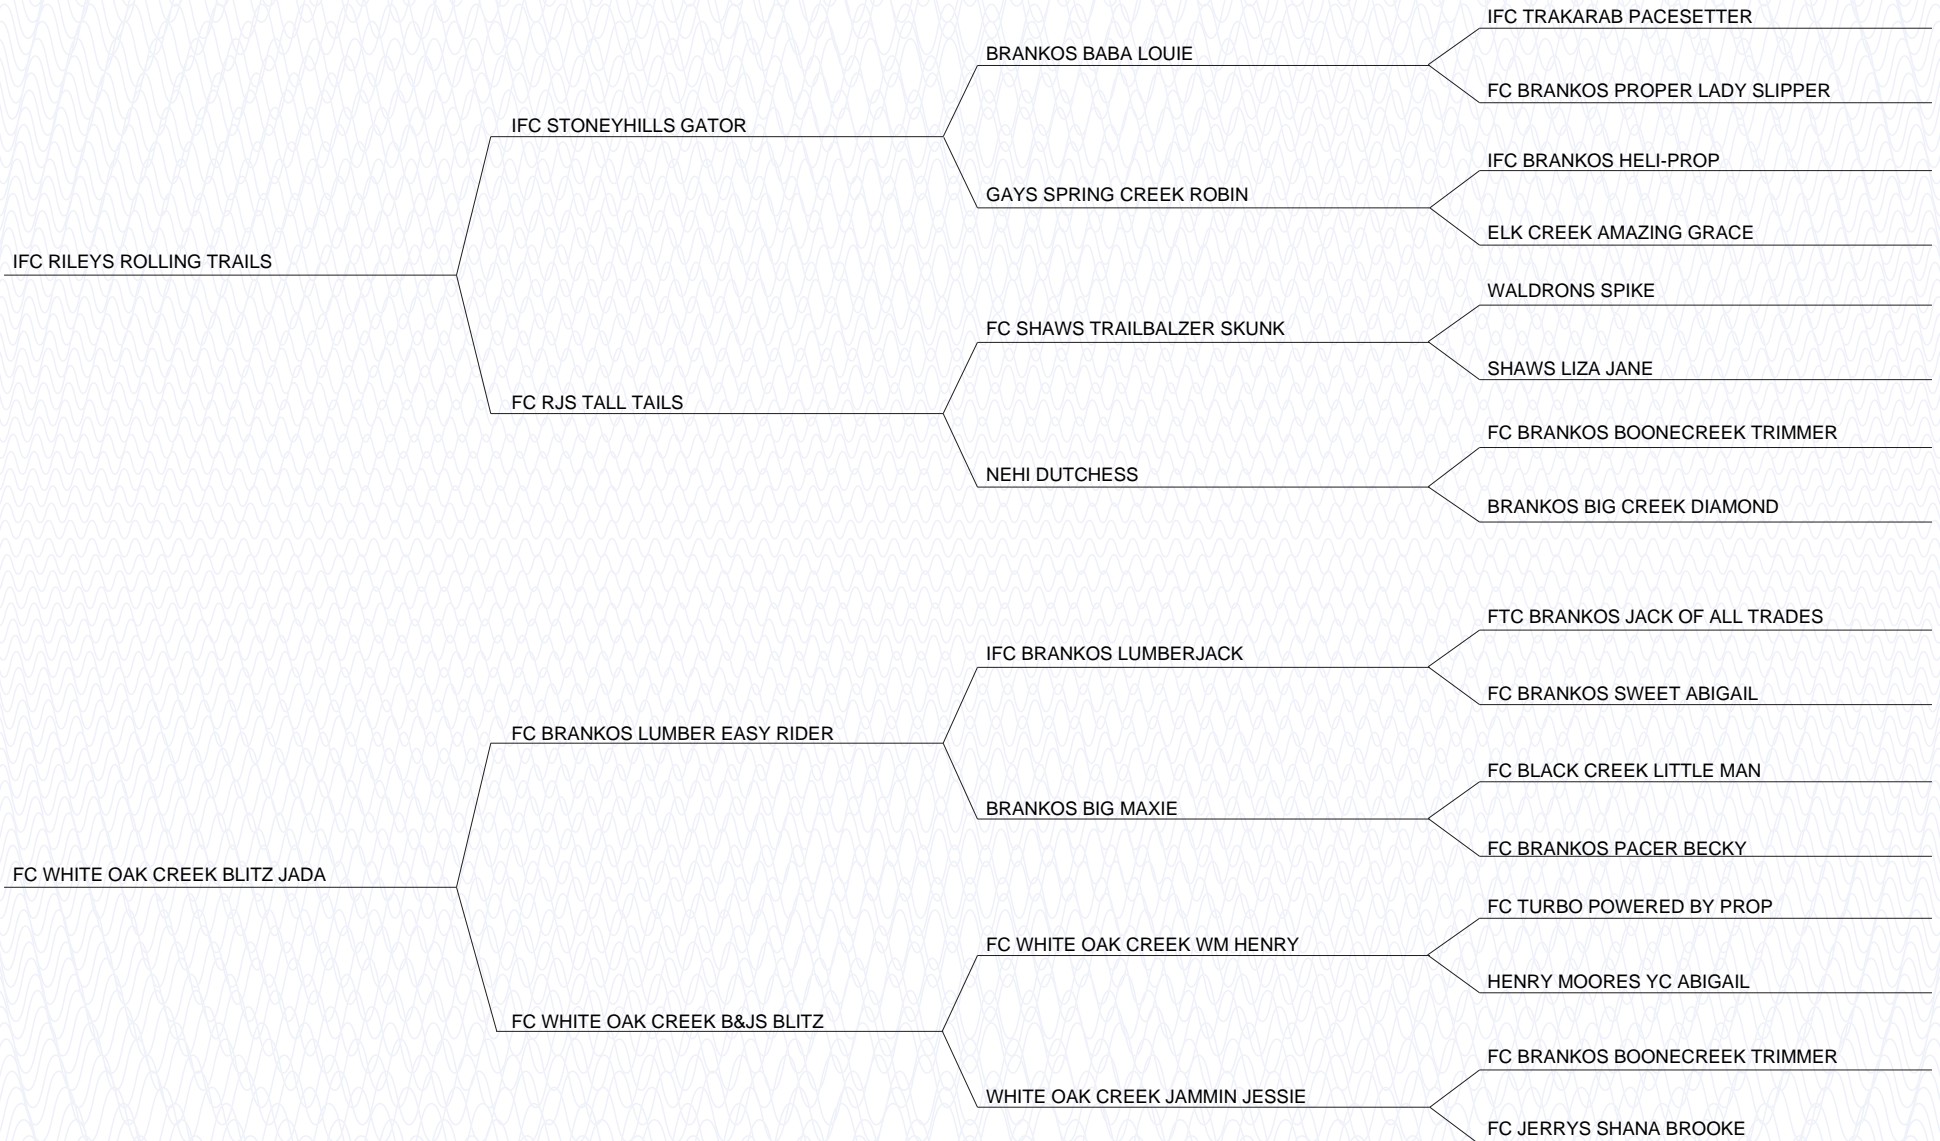 IFC TRAKARAB PACESETTER
BRANKOS BABA LOUIE
FC BRANKOS PROPER LADY SLIPPER
IFC STONEYHILLS GATOR
IFC BRANKOS HELI-PROP
GAYS SPRING CREEK ROBIN
ELK CREEK AMAZING GRACE
IFC RILEYS ROLLING TRAILS
WALDRONS SPIKE
FC SHAWS TRAILBALZER SKUNK
SHAWS LIZA JANE
FC RJS TALL TAILS
FC BRANKOS BOONECREEK TRIMMER
NEHI DUTCHESS
BRANKOS BIG CREEK DIAMOND
FTC BRANKOS JACK OF ALL TRADES
IFC BRANKOS LUMBERJACK
FC BRANKOS SWEET ABIGAIL
FC BRANKOS LUMBER EASY RIDER
FC BLACK CREEK LITTLE MAN
BRANKOS BIG MAXIE
FC BRANKOS PACER BECKY
FC WHITE OAK CREEK BLITZ JADA
FC TURBO POWERED BY PROP
FC WHITE OAK CREEK WM HENRY
HENRY MOORES YC ABIGAIL
FC WHITE OAK CREEK B&JS BLITZ
FC BRANKOS BOONECREEK TRIMMER
WHITE OAK CREEK JAMMIN JESSIE
FC JERRYS SHANA BROOKE